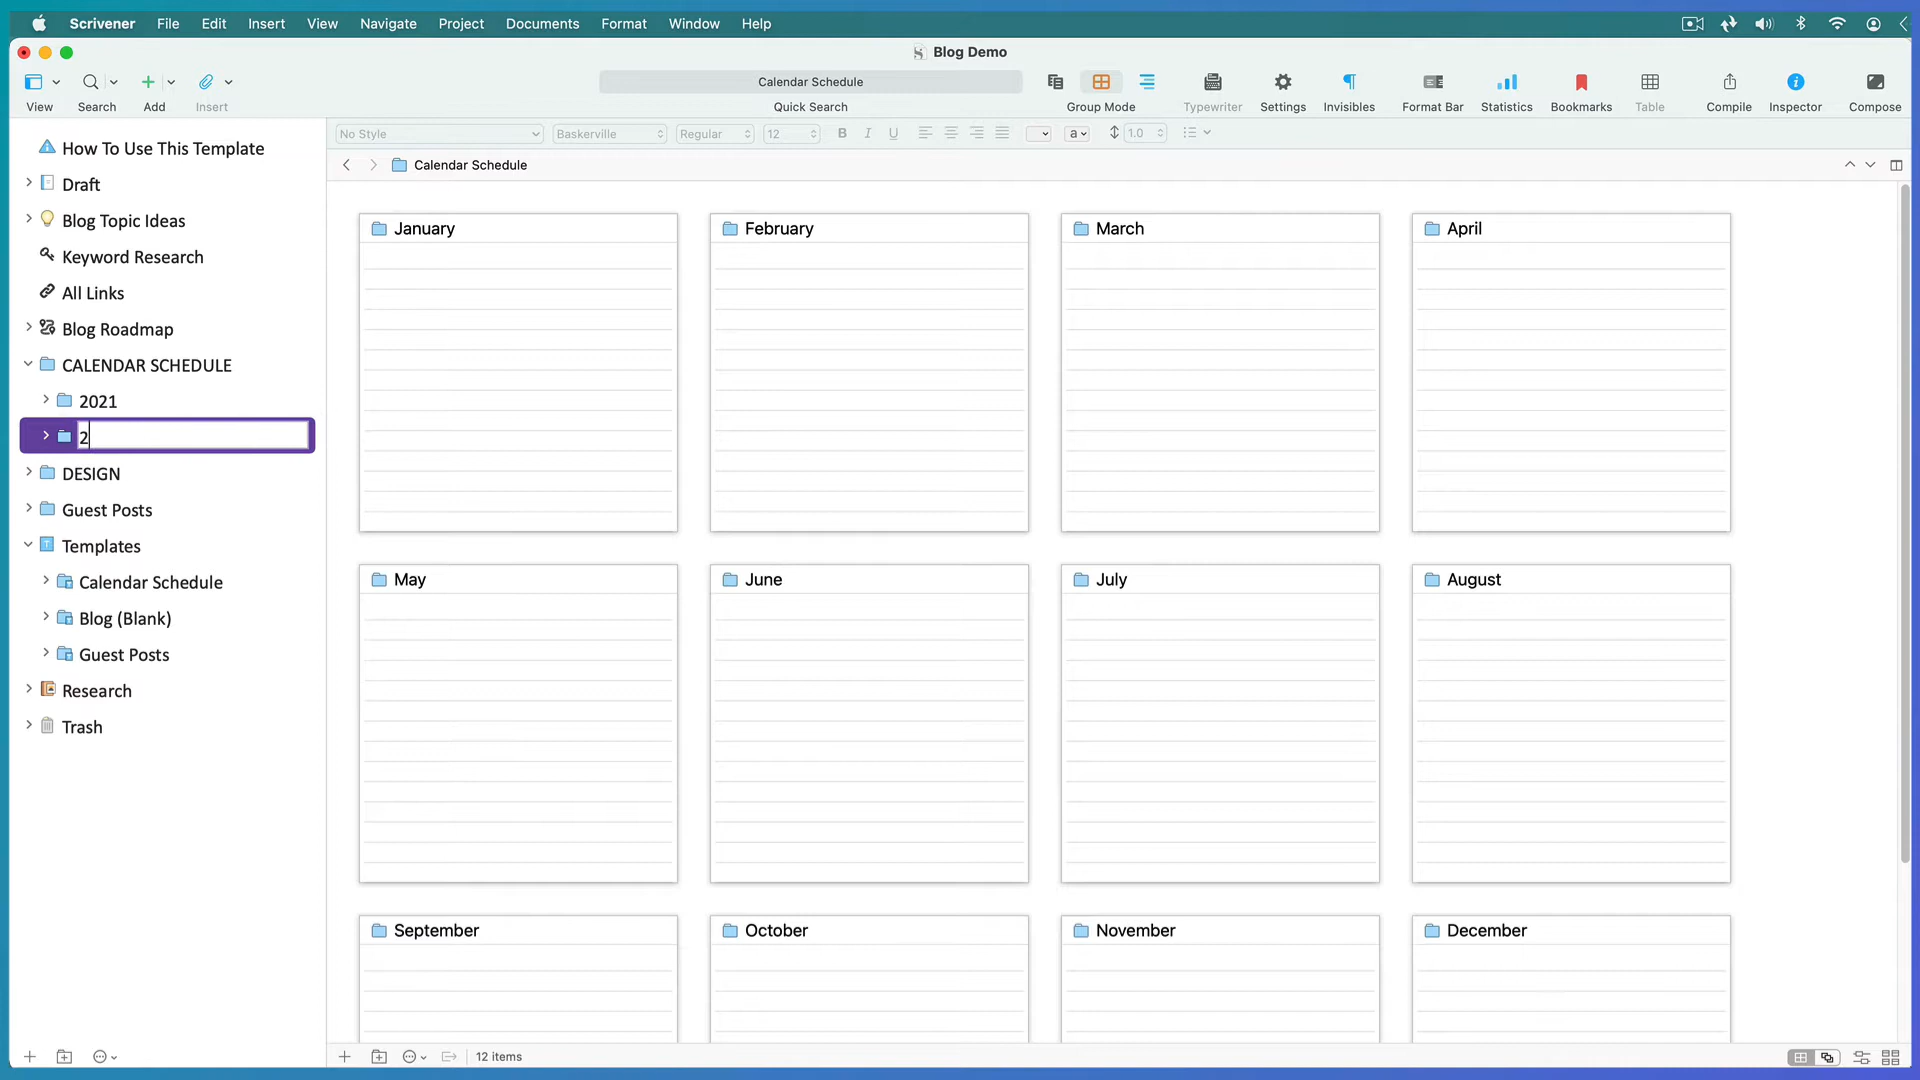 Scrivener File Edit Insert View Navigate Project Documents Format Window Help
Blog Demo
Calendar Schedule
View Search Add Insert Quick Search Group Mode Typewriter Settings Invisibles Format Bar Statistics Bookmarks Table Compile Inspector Compose
No Style Baskerville Regular 12 B I U a 1.0
Calendar Schedule
How To Use This Template
Draft
Blog Topic Ideas
Keyword Research
All Links
Blog Roadmap
CALENDAR SCHEDULE
2021
2
DESIGN
Guest Posts
Templates
Calendar Schedule
Blog (Blank)
Guest Posts
Research
Trash
January February March April
May June July August
September October November December
12 items